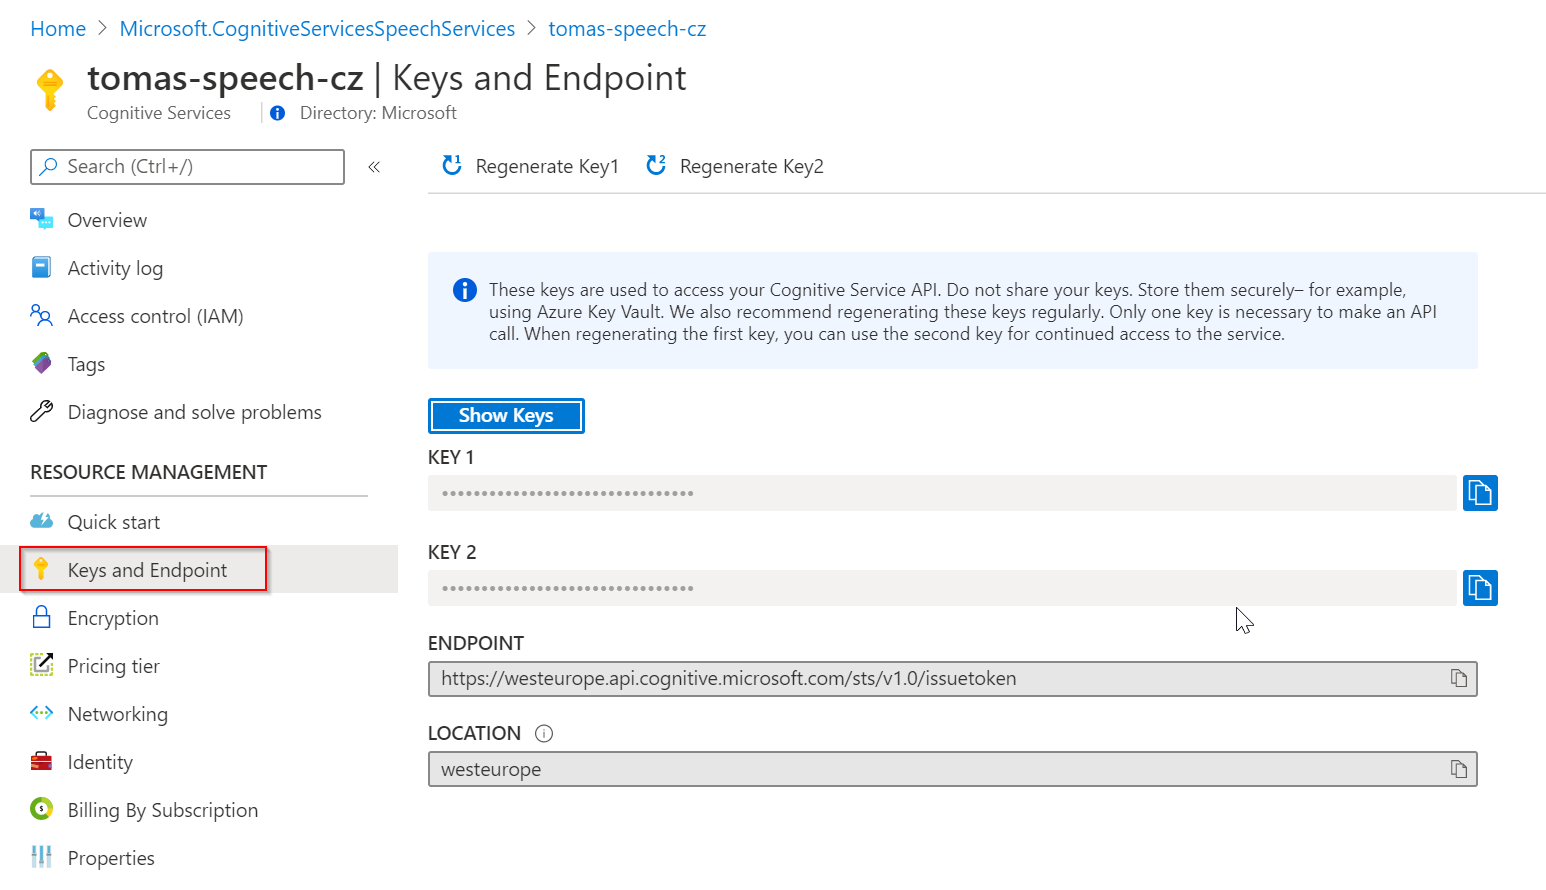 Home > Microsoft.CognitiveServicesSpeechServices > tomas-speech-cz
tomas-speech-cz | Keys and Endpoint
Cognitive Services | Directory: Microsoft
Search (Ctrl+/) «
Overview
Activity log
Access control (IAM)
Tags
Diagnose and solve problems
RESOURCE MANAGEMENT
Quick start
Keys and Endpoint
Encryption
Pricing tier
Networking
Identity
Billing By Subscription
Properties
1 Regenerate Key1 2 Regenerate Key2
These keys are used to access your Cognitive Service API. Do not share your keys. Store them securely– for example,
using Azure Key Vault. We also recommend regenerating these keys regularly. Only one key is necessary to make an API
call. When regenerating the first key, you can use the second key for continued access to the service.
Show Keys
KEY 1
••••••••••••••••••••••••••••••••
KEY 2
••••••••••••••••••••••••••••••••
ENDPOINT
https://westeurope.api.cognitive.microsoft.com/sts/v1.0/issuetoken
LOCATION
westeurope